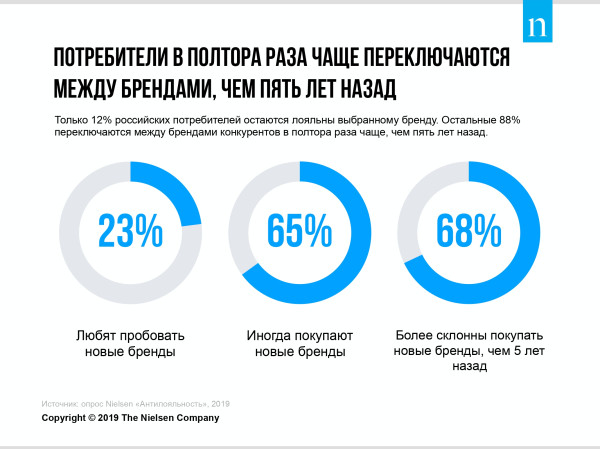 n
ПОТРЕБИТЕЛИ В ПОЛТОРА РАЗА ЧАЩЕ ПЕРЕКЛЮЧАЮТСЯ
МЕЖДУ БРЕНДАМИ, ЧЕМ ПЯТЬ ЛЕТ НАЗАД
Только 12% российских потребителей остаются лояльны выбранному бренду. Остальные 88%
переключаются между брендами конкурентов в полтора раза чаще, чем пять лет назад.
23%
65%
68%
Любят пробовать
новые бренды
Иногда покупают
новые бренды
Более склонны покупать
новые бренды, чем 5 лет
назад
Источник: опрос Nielsen «Антилояльность», 2019
Copyright © 2019 The Nielsen Company